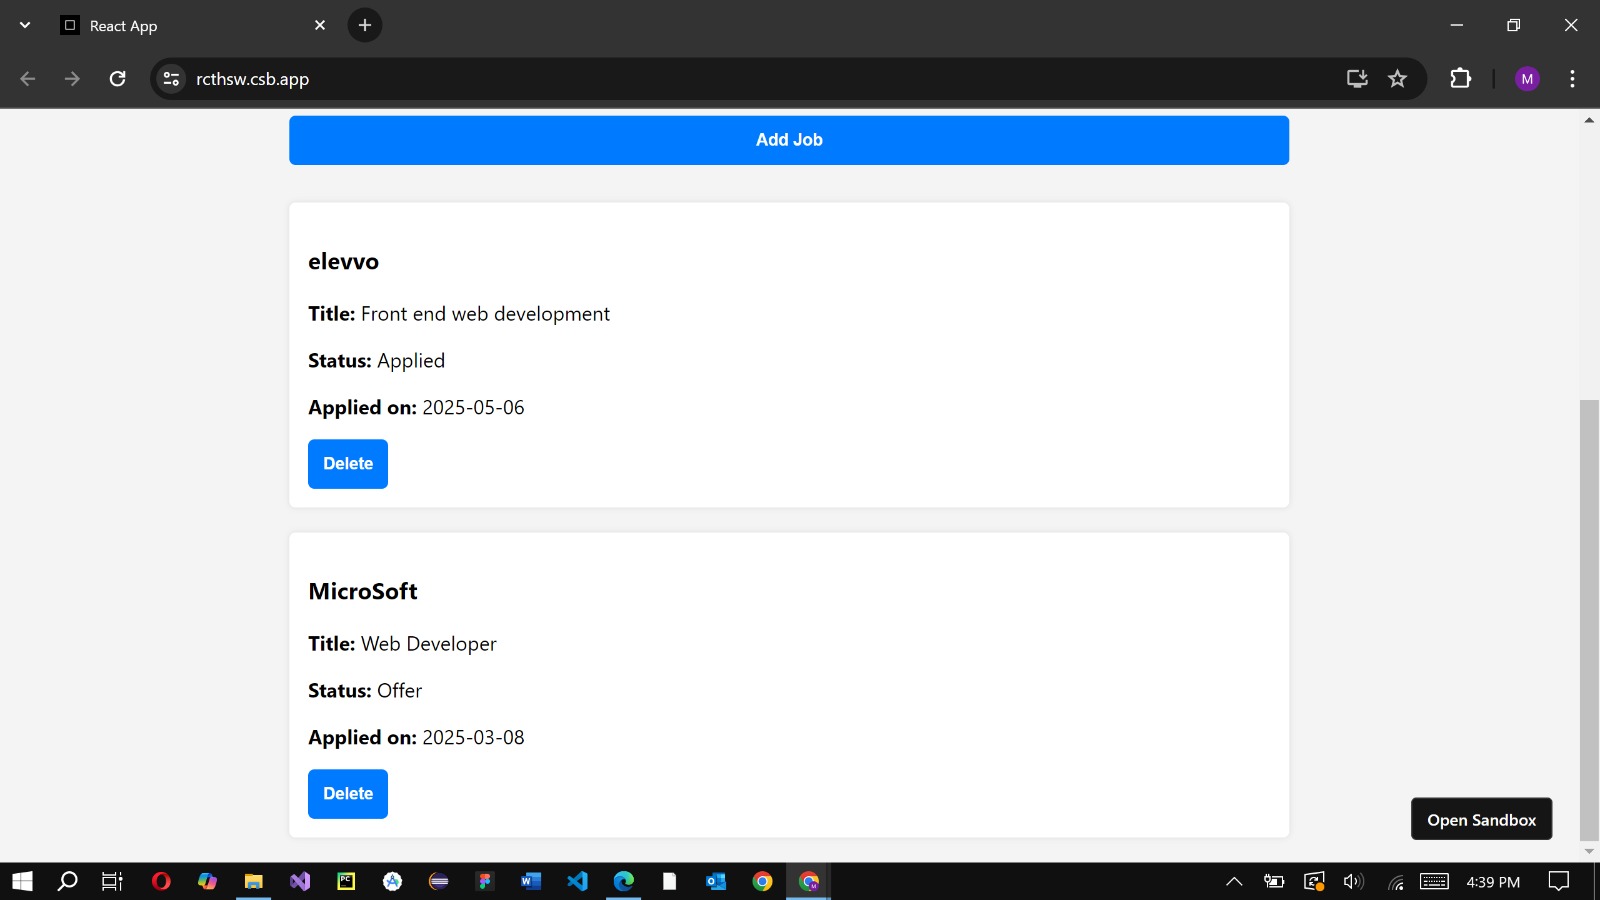 React App
rcthsw.csb.app
M
Add Job
elevvo
Title: Front end web development
Status: Applied
Applied on: 2025-05-06
Delete
MicroSoft
Title: Web Developer
Status: Offer
Applied on: 2025-03-08
Delete
Open Sandbox
PC
W
4:39 PM